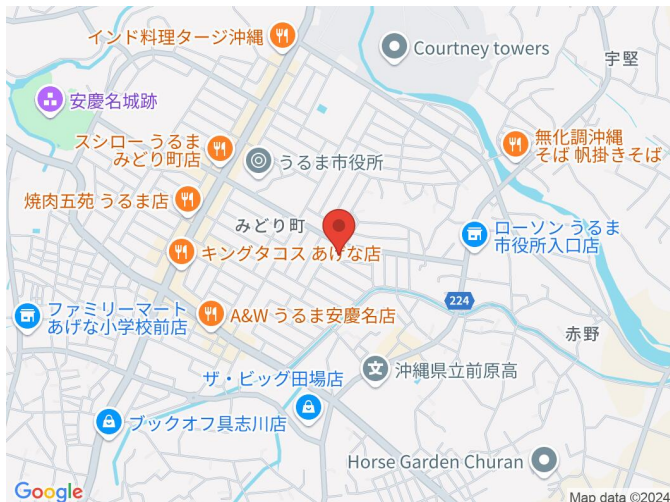 インド料理タージ沖縄
Courtney towers
宇堅
安慶名城跡
スシロー うるま
みどり町店
うるま市役所
無化調沖縄
そば 帆掛きそば
焼肉五苑 うるま店
みどり町
ローソン うるま
市役所入口店
キングタコス あげな店
224
ファミリーマート
あげな小学校前店
A&W うるま安慶名店
赤野
沖縄県立前原高
ザ・ビッグ田場店
ブックオフ具志川店
Horse Garden Churan
Google
Map data ©2024